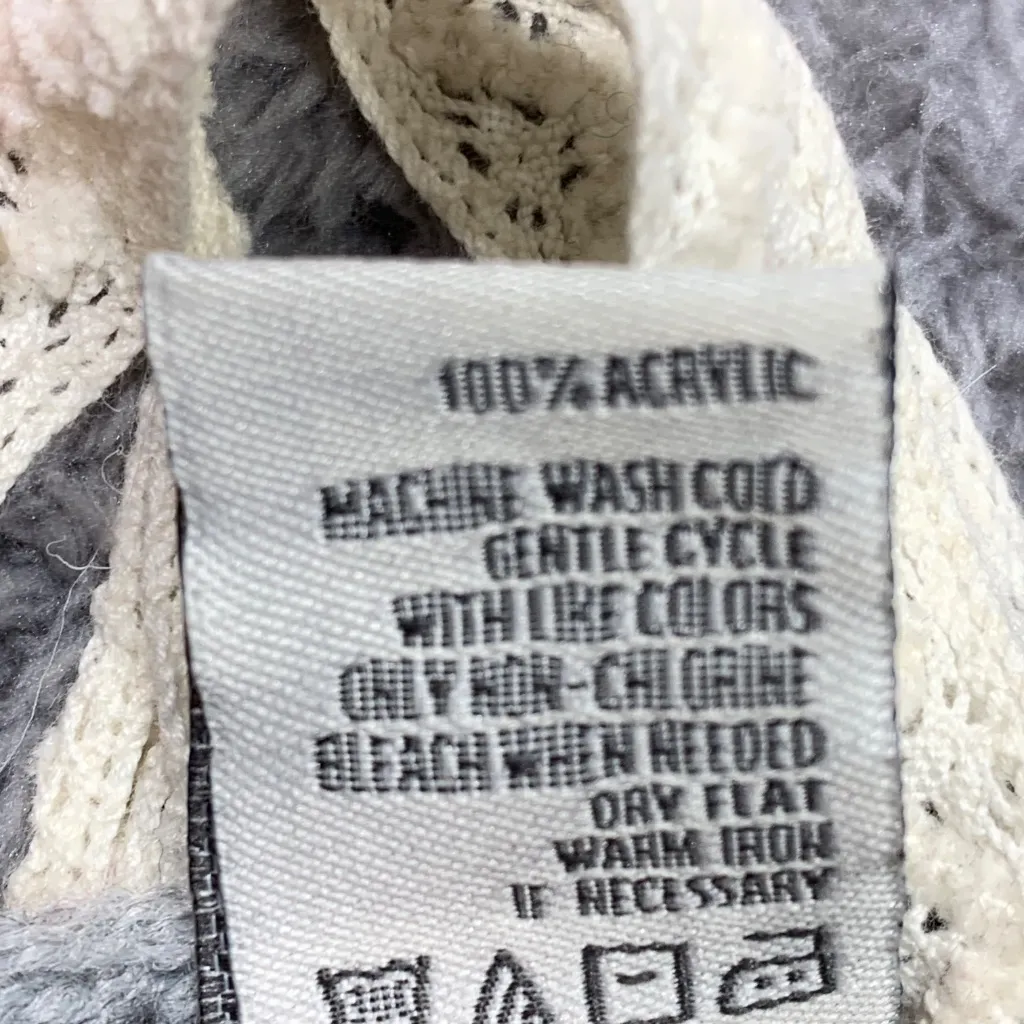 100% ACRYLIC
MACHINE WASH COLD
GENTLE CYCLE
WITH LIKE COLORS
ONLY NON-CHLORINE
BLEACH WHEN NEEDED
DRY FLAT
WARM IRON
IF NECESSARY